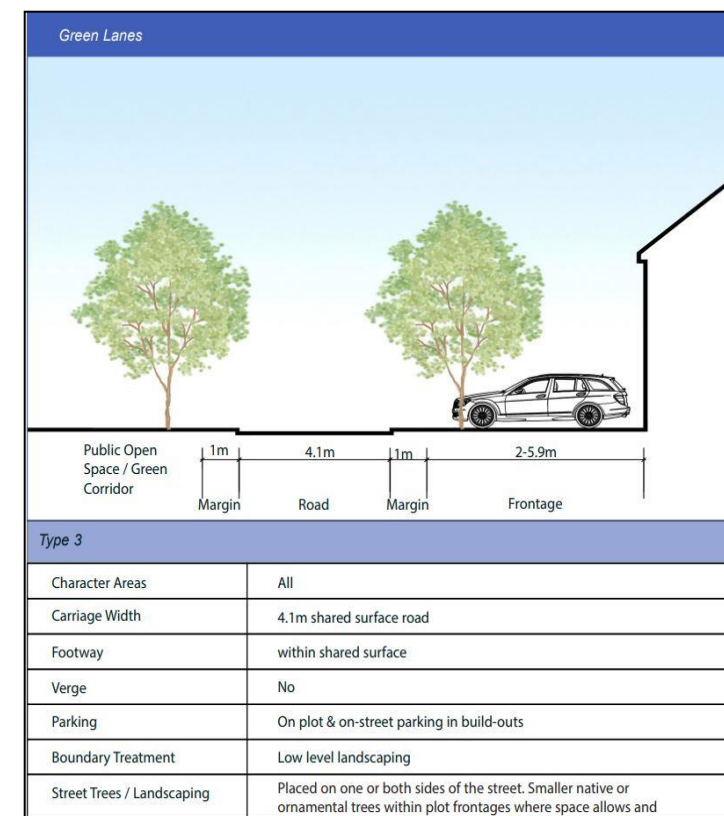 Green Lanes
Public Open
Space / Green
Corridor
1m
4.1m
1m
2-5.9m
Margin
Road
Margin
Frontage
Type 3
Character Areas
All
Carriage Width
4.1m shared surface road
Footway
within shared surface
Verge
No
Parking
On plot & on-street parking in build-outs
Boundary Treatment
Low level landscaping
Street Trees / Landscaping
Placed on one or both sides of the street. Smaller native or
ornamental trees within plot frontages where space allows and